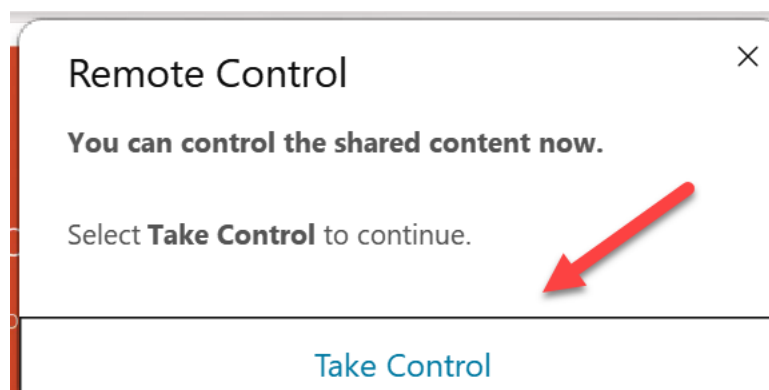 Remote Control
You can control the shared content now.
Select Take Control to continue.
Take Control